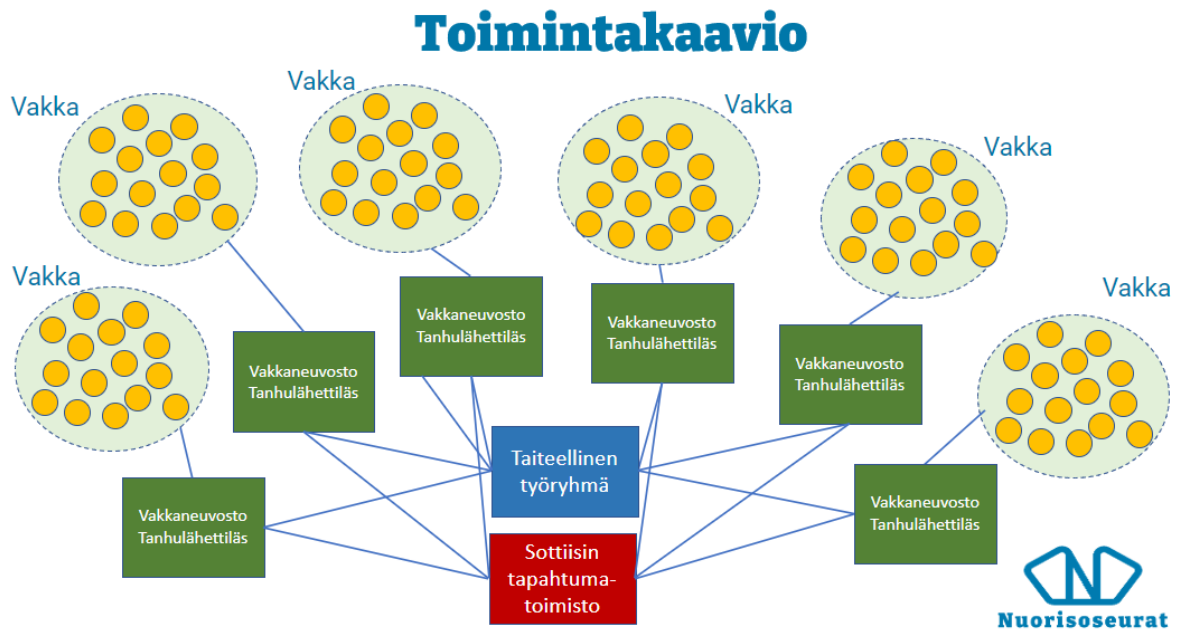 Toimintakaavio
Vakka
Vakka
Vakka
Vakka
Vakka
Vakka
Vakkaneuvosto
Tanhulähettiläs
Vakkaneuvosto
Tanhulähettiläs
Vakkaneuvosto
Tanhulähettiläs
Vakkaneuvosto
Tanhulähettiläs
Vakkaneuvosto
Tanhulähettiläs
Vakkaneuvosto
Tanhulähettiläs
Taiteellinen
työryhmä
Sottiisin
tapahtuma-
toimisto
N
Nuorisoseurat